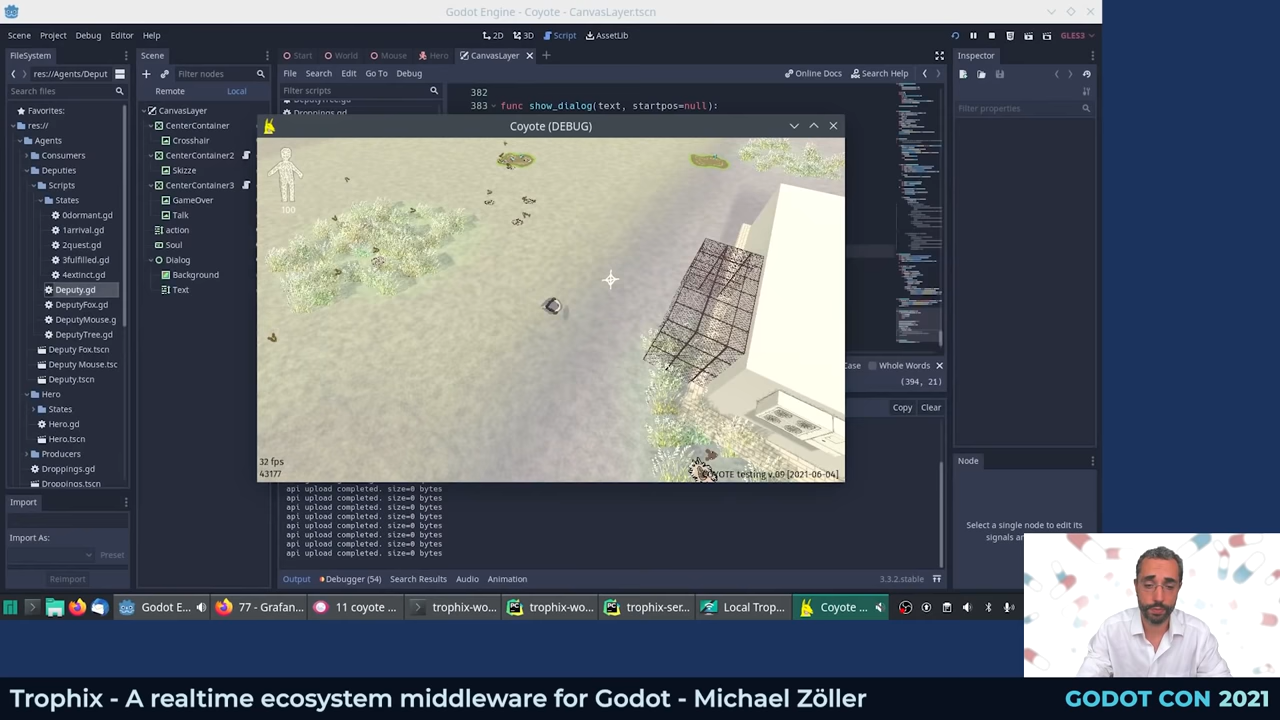 Godot Engine - Coyote - CanvasLayer.tscn
Scene Project Debug Editor Help
2D 3D Script AssetLib
GLES3
FileSystem
res://Agents/Deput
Search files
Favorites:
res://
Agents
Consumers
Deputies
Scripts
States
0dormant.gd
1arrival.gd
2quest.gd
3fulfilled.gd
4extinct.gd
Deputy.gd
DeputyFox.gd
DeputyMouse.g
DeputyTree.gd
Deputy Fox.tscn
Deputy Mouse.tsc
Deputy.tscn
Hero
States
Hero.gd
Hero.tscn
Producers
Droppings.gd
Droppings.tscn
Import
Import As:
Preset
Reimport
Scene
Filter nodes
Remote Local
CanvasLayer
CenterContainer
Crosshair
CenterContainer
Skizze
CenterContainer3
GameOver
Talk
action
Soul
Dialog
Background
Text
Start World Mouse Hero CanvasLayer
File Search Edit Go To Debug
Online Docs Search Help
Filter scripts
382
383 func show_dialog(text, startpos=null):
Coyote (DEBUG)
100
32 fps
43177
COYOTE testing v.09 [2021-06-04]
Case Whole Words
(394, 21)
Copy Clear
api upload completed. size=0 bytes
api upload completed. size=0 bytes
api upload completed. size=0 bytes
api upload completed. size=0 bytes
api upload completed. size=0 bytes
api upload completed. size=0 bytes
api upload completed. size=0 bytes
api upload completed. size=0 bytes
Output Debugger (54) Search Results Audio Animation
3.3.2.stable
Inspector
Filter properties
Node
Select a single node to edit its
signals an
Godot E... 77 - Grafan... 11 coyote ... trophix-wo... trophix-wo... trophix-ser... Local Trop... Coyote ...
Trophix - A realtime ecosystem middleware for Godot - Michael Zöller
GODOT CON 2021